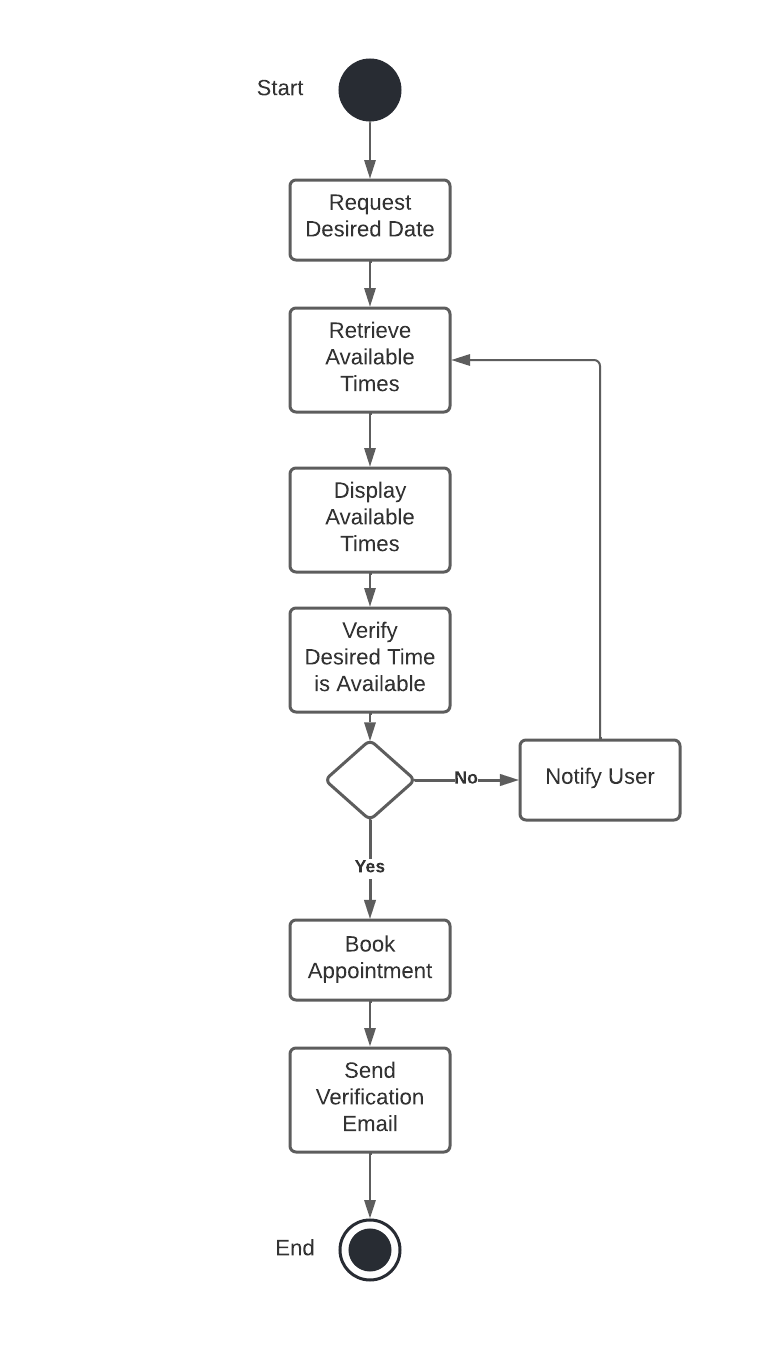 Start
Request
Desired Date
Retrieve
Available
Times
Display
Available
Times
Verify
Desired Time
is Available
No
Notify User
Yes
Book
Appointment
Send
Verification
Email
End